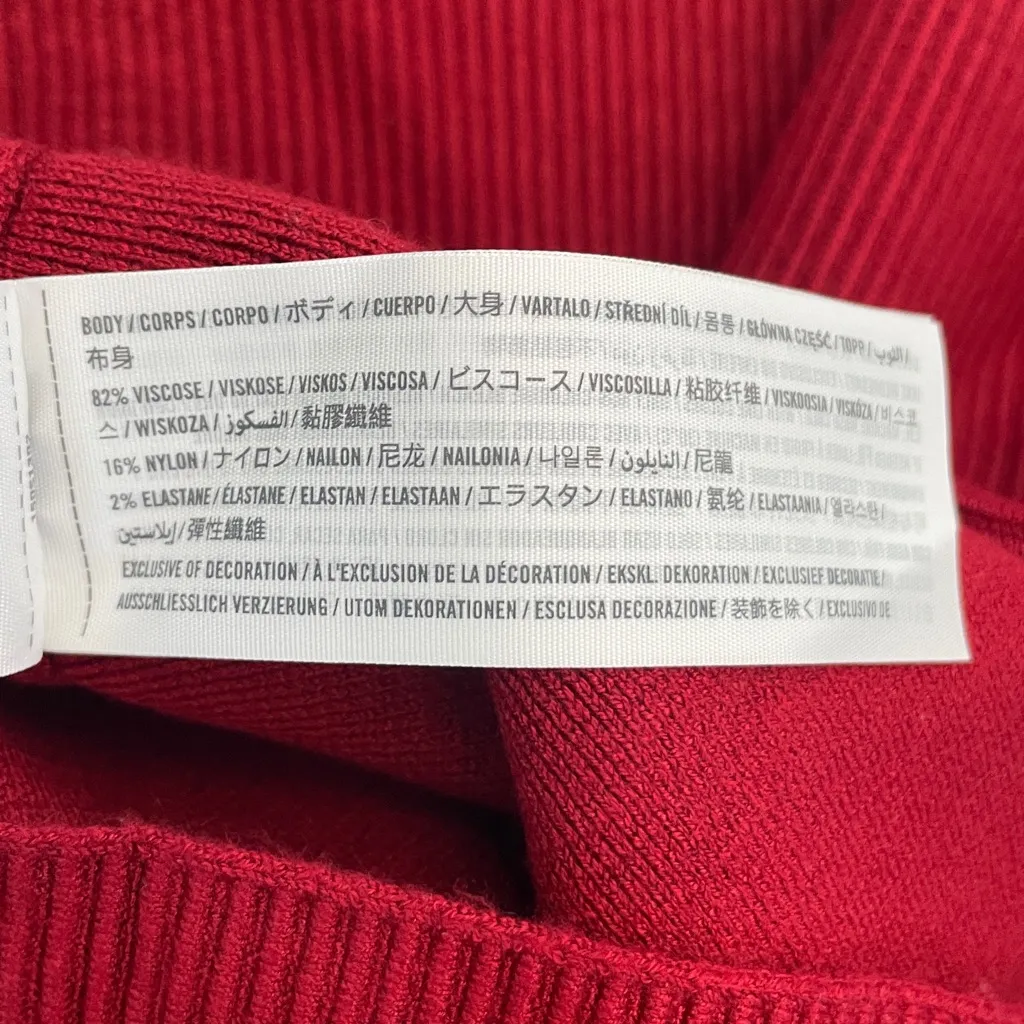 BODY / CORPS / CORPO / ボディ / CUERPO / 大身 / VARTALO / STŘEDNÍ DÍL / 몸통 / GŁÓWNA CZĘŚĆ / TOPP / الثوب /
布身
82% VISCOSE / VISKOSE / VISKOS / VISCOSA / ビスコース / VISCOSILLA / 粘胶纤维 / VISKOOSIA / VISKÓZA / 비스코
스 / WISKOZA / الفسكوز / 黏膠纖維
16% NYLON / ナイロン / NAILON / 尼龙 / NAILONIA / 나일론 / النايلون / 尼龍
2% ELASTANE / ÉLASTANE / ELASTAN / ELASTAAN / エラスタン / ELASTANO / 氨纶 / ELASTAANIA / 엘라스탄 /
إيلاستين / 彈性纖維
EXCLUSIVE OF DECORATION / À L'EXCLUSION DE LA DÉCORATION / EKSKL. DEKORATION / EXCLUSIEF DECORATIE /
AUSSCHLIESSLICH VERZIERUNG / UTOM DEKORATIONEN / ESCLUSA DECORAZIONE / 装飾を除く / EXCLUSIVO DE